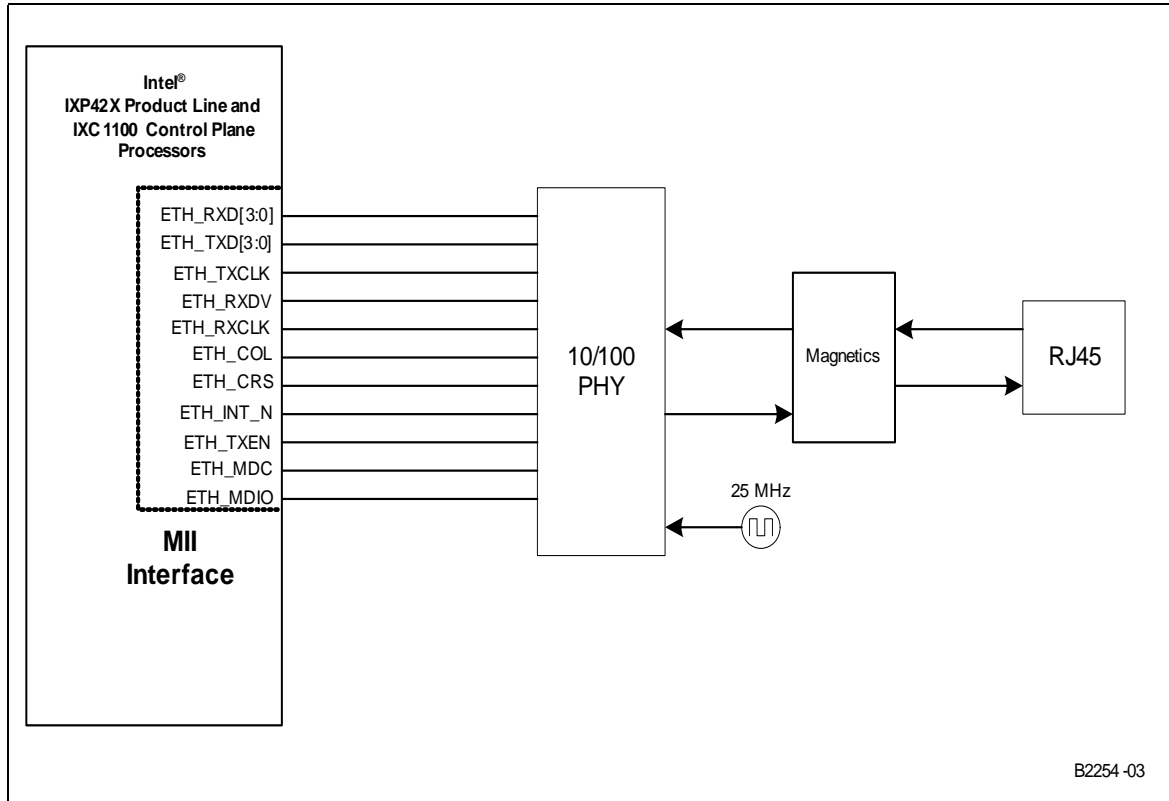 Intel®
IXP42X Product Line and
IXC1100 Control Plane
Processors
ETH_RXD[3:0]
ETH_TXD[3:0]
ETH_TXCLK
ETH_RXDV
ETH_RXCLK
ETH_COL
ETH_CRS
ETH_INT_N
ETH_TXEN
ETH_MDC
ETH_MDIO
MII
Interface
10/100
PHY
Magnetics
RJ45
25 MHz
B2254-03